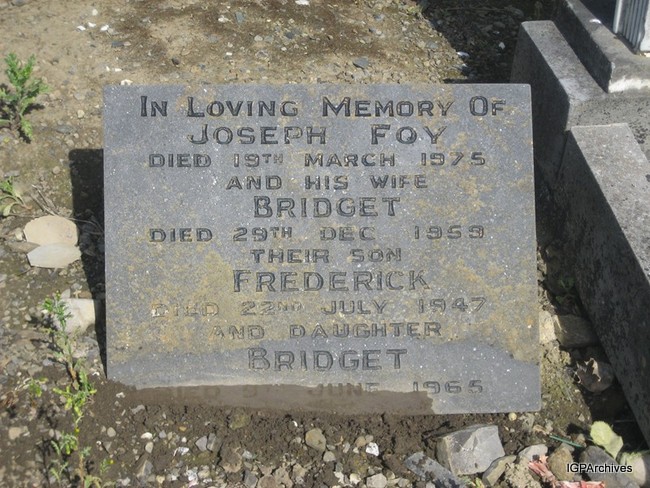 In Loving Memory Of
Joseph Foy
DIED 19TH MARCH 1975
AND HIS WIFE
BRIDGET
DIED 29TH DEC 1959
THEIR SON
FREDERICK
DIED 22ND JULY 1947
AND DAUGHTER
BRIDGET
JUNE 1965
IGPArchives